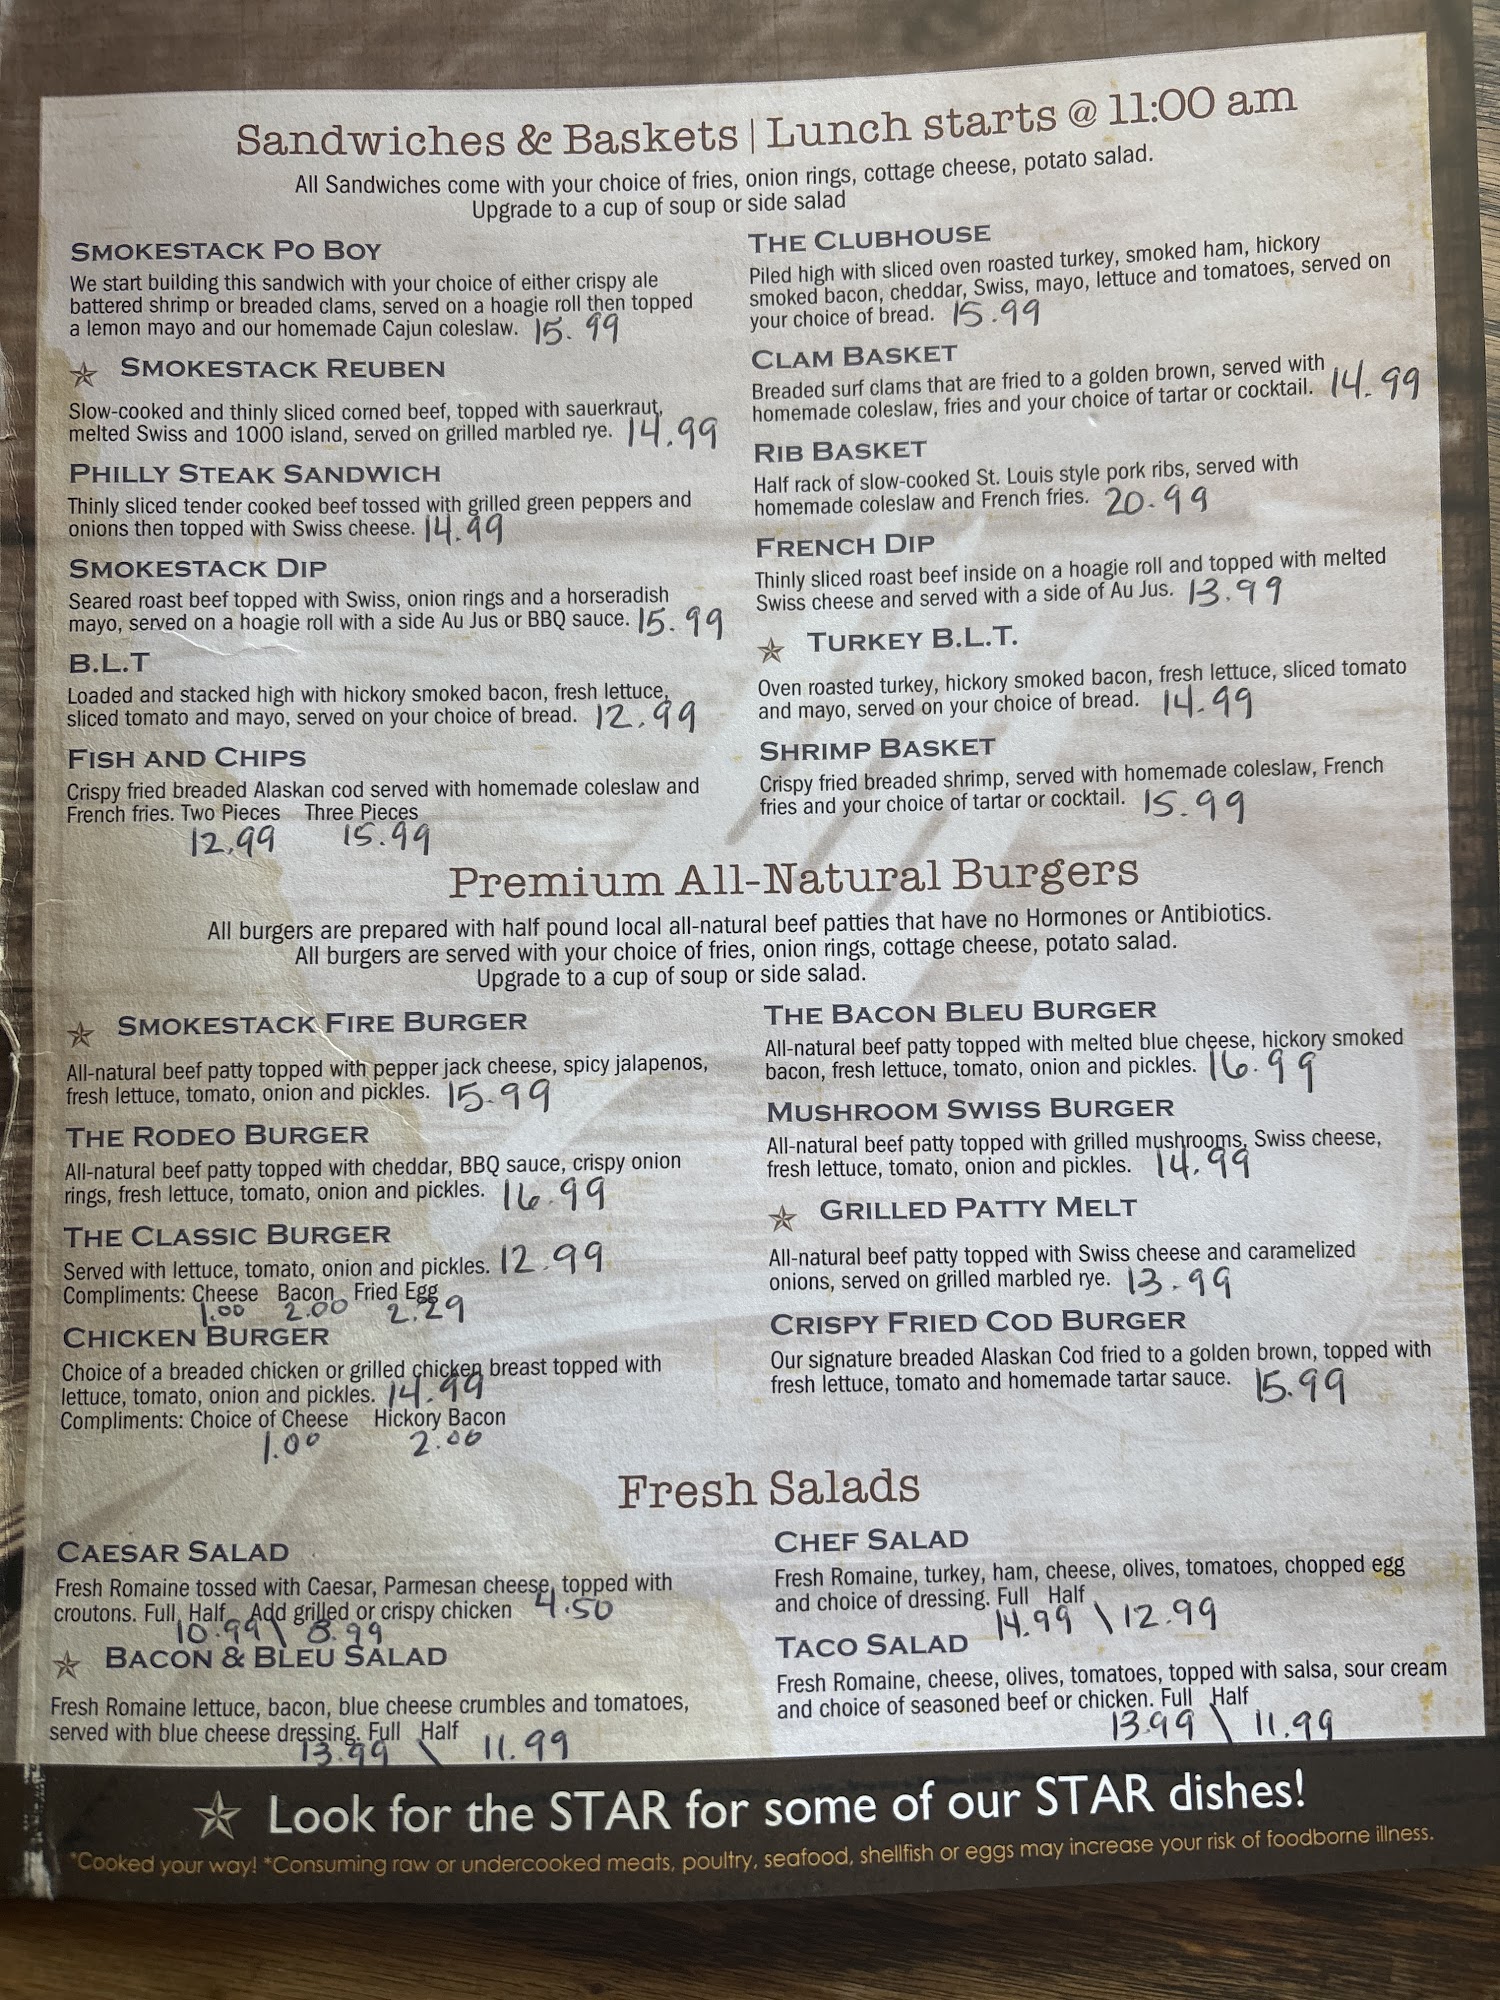 Sandwiches & Baskets | Lunch starts @ 11:00 am
All Sandwiches come with your choice of fries, onion rings, cottage cheese, potato salad.
Upgrade to a cup of soup or side salad
SMOKESTACK PO BOY
We start building this sandwich with your choice of either crispy ale
battered shrimp or breaded clams, served on a hoagie roll then topped
a lemon mayo and our homemade Cajun coleslaw. 15.99
SMOKESTACK REUBEN
Slow-cooked and thinly sliced corned beef, topped with sauerkraut,
melted Swiss and 1000 island, served on grilled marbled rye. 14.99
PHILLY STEAK SANDWICH
Thinly sliced tender cooked beef tossed with grilled green peppers and
onions then topped with Swiss cheese. 14.99
SMOKESTACK DIP
Seared roast beef topped with Swiss, onion rings and a horseradish
mayo, served on a hoagie roll with a side Au Jus or BBQ sauce. 15.99
B.L.T
Loaded and stacked high with hickory smoked bacon, fresh lettuce,
sliced tomato and mayo, served on your choice of bread. 12.99
FISH AND CHIPS
Crispy fried breaded Alaskan cod served with homemade coleslaw and
French fries. Two Pieces Three Pieces
12.99 15.99
THE CLUBHOUSE
Piled high with sliced oven roasted turkey, smoked ham, hickory
smoked bacon, cheddar, Swiss, mayo, lettuce and tomatoes, served on
your choice of bread. 15.99
CLAM BASKET
Breaded surf clams that are fried to a golden brown, served with
homemade coleslaw, fries and your choice of tartar or cocktail. 14.99
RIB BASKET
Half rack of slow-cooked St. Louis style pork ribs, served with
homemade coleslaw and French fries. 20.99
FRENCH DIP
Thinly sliced roast beef inside on a hoagie roll and topped with melted
Swiss cheese and served with a side of Au Jus. 13.99
TURKEY B.L.T.
Oven roasted turkey, hickory smoked bacon, fresh lettuce, sliced tomato
and mayo, served on your choice of bread. 14.99
SHRIMP BASKET
Crispy fried breaded shrimp, served with homemade coleslaw, French
fries and your choice of tartar or cocktail. 15.99
Premium All-Natural Burgers
All burgers are prepared with half pound local all-natural beef patties that have no Hormones or Antibiotics.
All burgers are served with your choice of fries, onion rings, cottage cheese, potato salad.
Upgrade to a cup of soup or side salad.
SMOKESTACK FIRE BURGER
All-natural beef patty topped with pepper jack cheese, spicy jalapenos,
fresh lettuce, tomato, onion and pickles. 15.99
THE RODEO BURGER
All-natural beef patty topped with cheddar, BBQ sauce, crispy onion
rings, fresh lettuce, tomato, onion and pickles. 16.99
THE CLASSIC BURGER
Served with lettuce, tomato, onion and pickles. 12.99
Compliments: Cheese Bacon Fried Egg
1.00 2.00 2.29
CHICKEN BURGER
Choice of a breaded chicken or grilled chicken breast topped with
lettuce, tomato, onion and pickles. 14.99
Compliments: Choice of Cheese Hickory Bacon
1.00 2.00
THE BACON BLEU BURGER
All-natural beef patty topped with melted blue cheese, hickory smoked
bacon, fresh lettuce, tomato, onion and pickles. 16.99
MUSHROOM SWISS BURGER
All-natural beef patty topped with grilled mushrooms, Swiss cheese,
fresh lettuce, tomato, onion and pickles. 14.99
GRILLED PATTY MELT
All-natural beef patty topped with Swiss cheese and caramelized
onions, served on grilled marbled rye. 13.99
CRISPY FRIED COD BURGER
Our signature breaded Alaskan Cod fried to a golden brown, topped with
fresh lettuce, tomato and homemade tartar sauce. 15.99
Fresh Salads
CAESAR SALAD
Fresh Romaine tossed with Caesar, Parmesan cheese, topped with
croutons. Full Half Add grilled or crispy chicken 4.50
10.99 \ 8.99
BACON & BLEU SALAD
Fresh Romaine lettuce, bacon, blue cheese crumbles and tomatoes,
served with blue cheese dressing. Full Half
13.99 \ 11.99
CHEF SALAD
Fresh Romaine, turkey, ham, cheese, olives, tomatoes, chopped egg
and choice of dressing. Full Half
14.99 \ 12.99
TACO SALAD
Fresh Romaine, cheese, olives, tomatoes, topped with salsa, sour cream
and choice of seasoned beef or chicken. Full Half
13.99 \ 11.99
Look for the STAR for some of our STAR dishes!
*Cooked your way! *Consuming raw or undercooked meats, poultry, seafood, shellfish or eggs may increase your risk of foodborne illness.